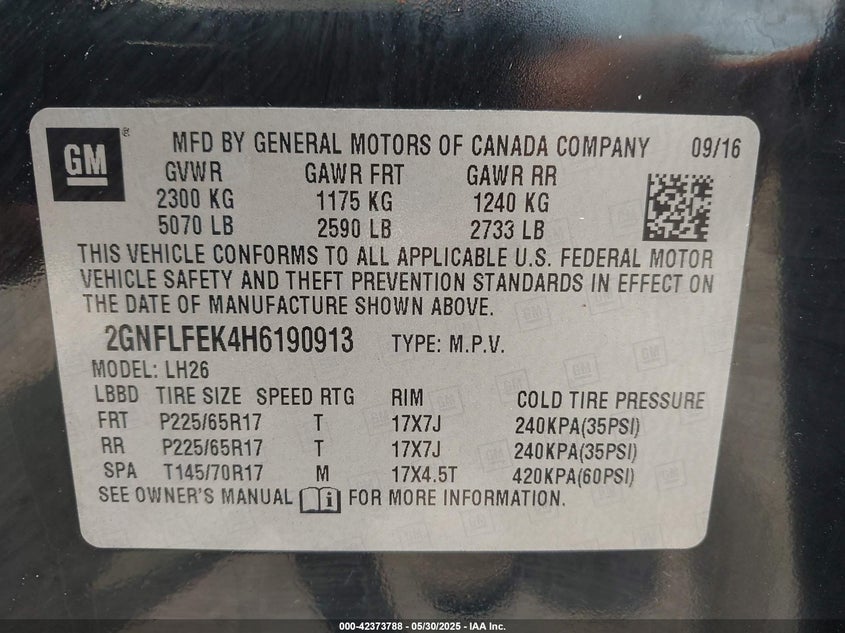 GM
®
MFD BY GENERAL MOTORS OF CANADA COMPANY 09/16
GVWR GAWR FRT GAWR RR
2300 KG 1175 KG 1240 KG
5070 LB 2590 LB 2733 LB
THIS VEHICLE CONFORMS TO ALL APPLICABLE U.S. FEDERAL MOTOR
VEHICLE SAFETY AND THEFT PREVENTION STANDARDS IN EFFECT ON
THE DATE OF MANUFACTURE SHOWN ABOVE.
2GNFLFEK4H6190913 TYPE: M.P.V.
MODEL: LH26
LBBD TIRE SIZE SPEED RTG RIM COLD TIRE PRESSURE
FRT P225/65R17 T 17X7J 240KPA(35PSI)
RR P225/65R17 T 17X7J 240KPA(35PSI)
SPA T145/70R17 M 17X4.5T 420KPA(60PSI)
SEE OWNER'S MANUAL i FOR MORE INFORMATION.
000-42373788 - 05/30/2025 - IAA Inc.